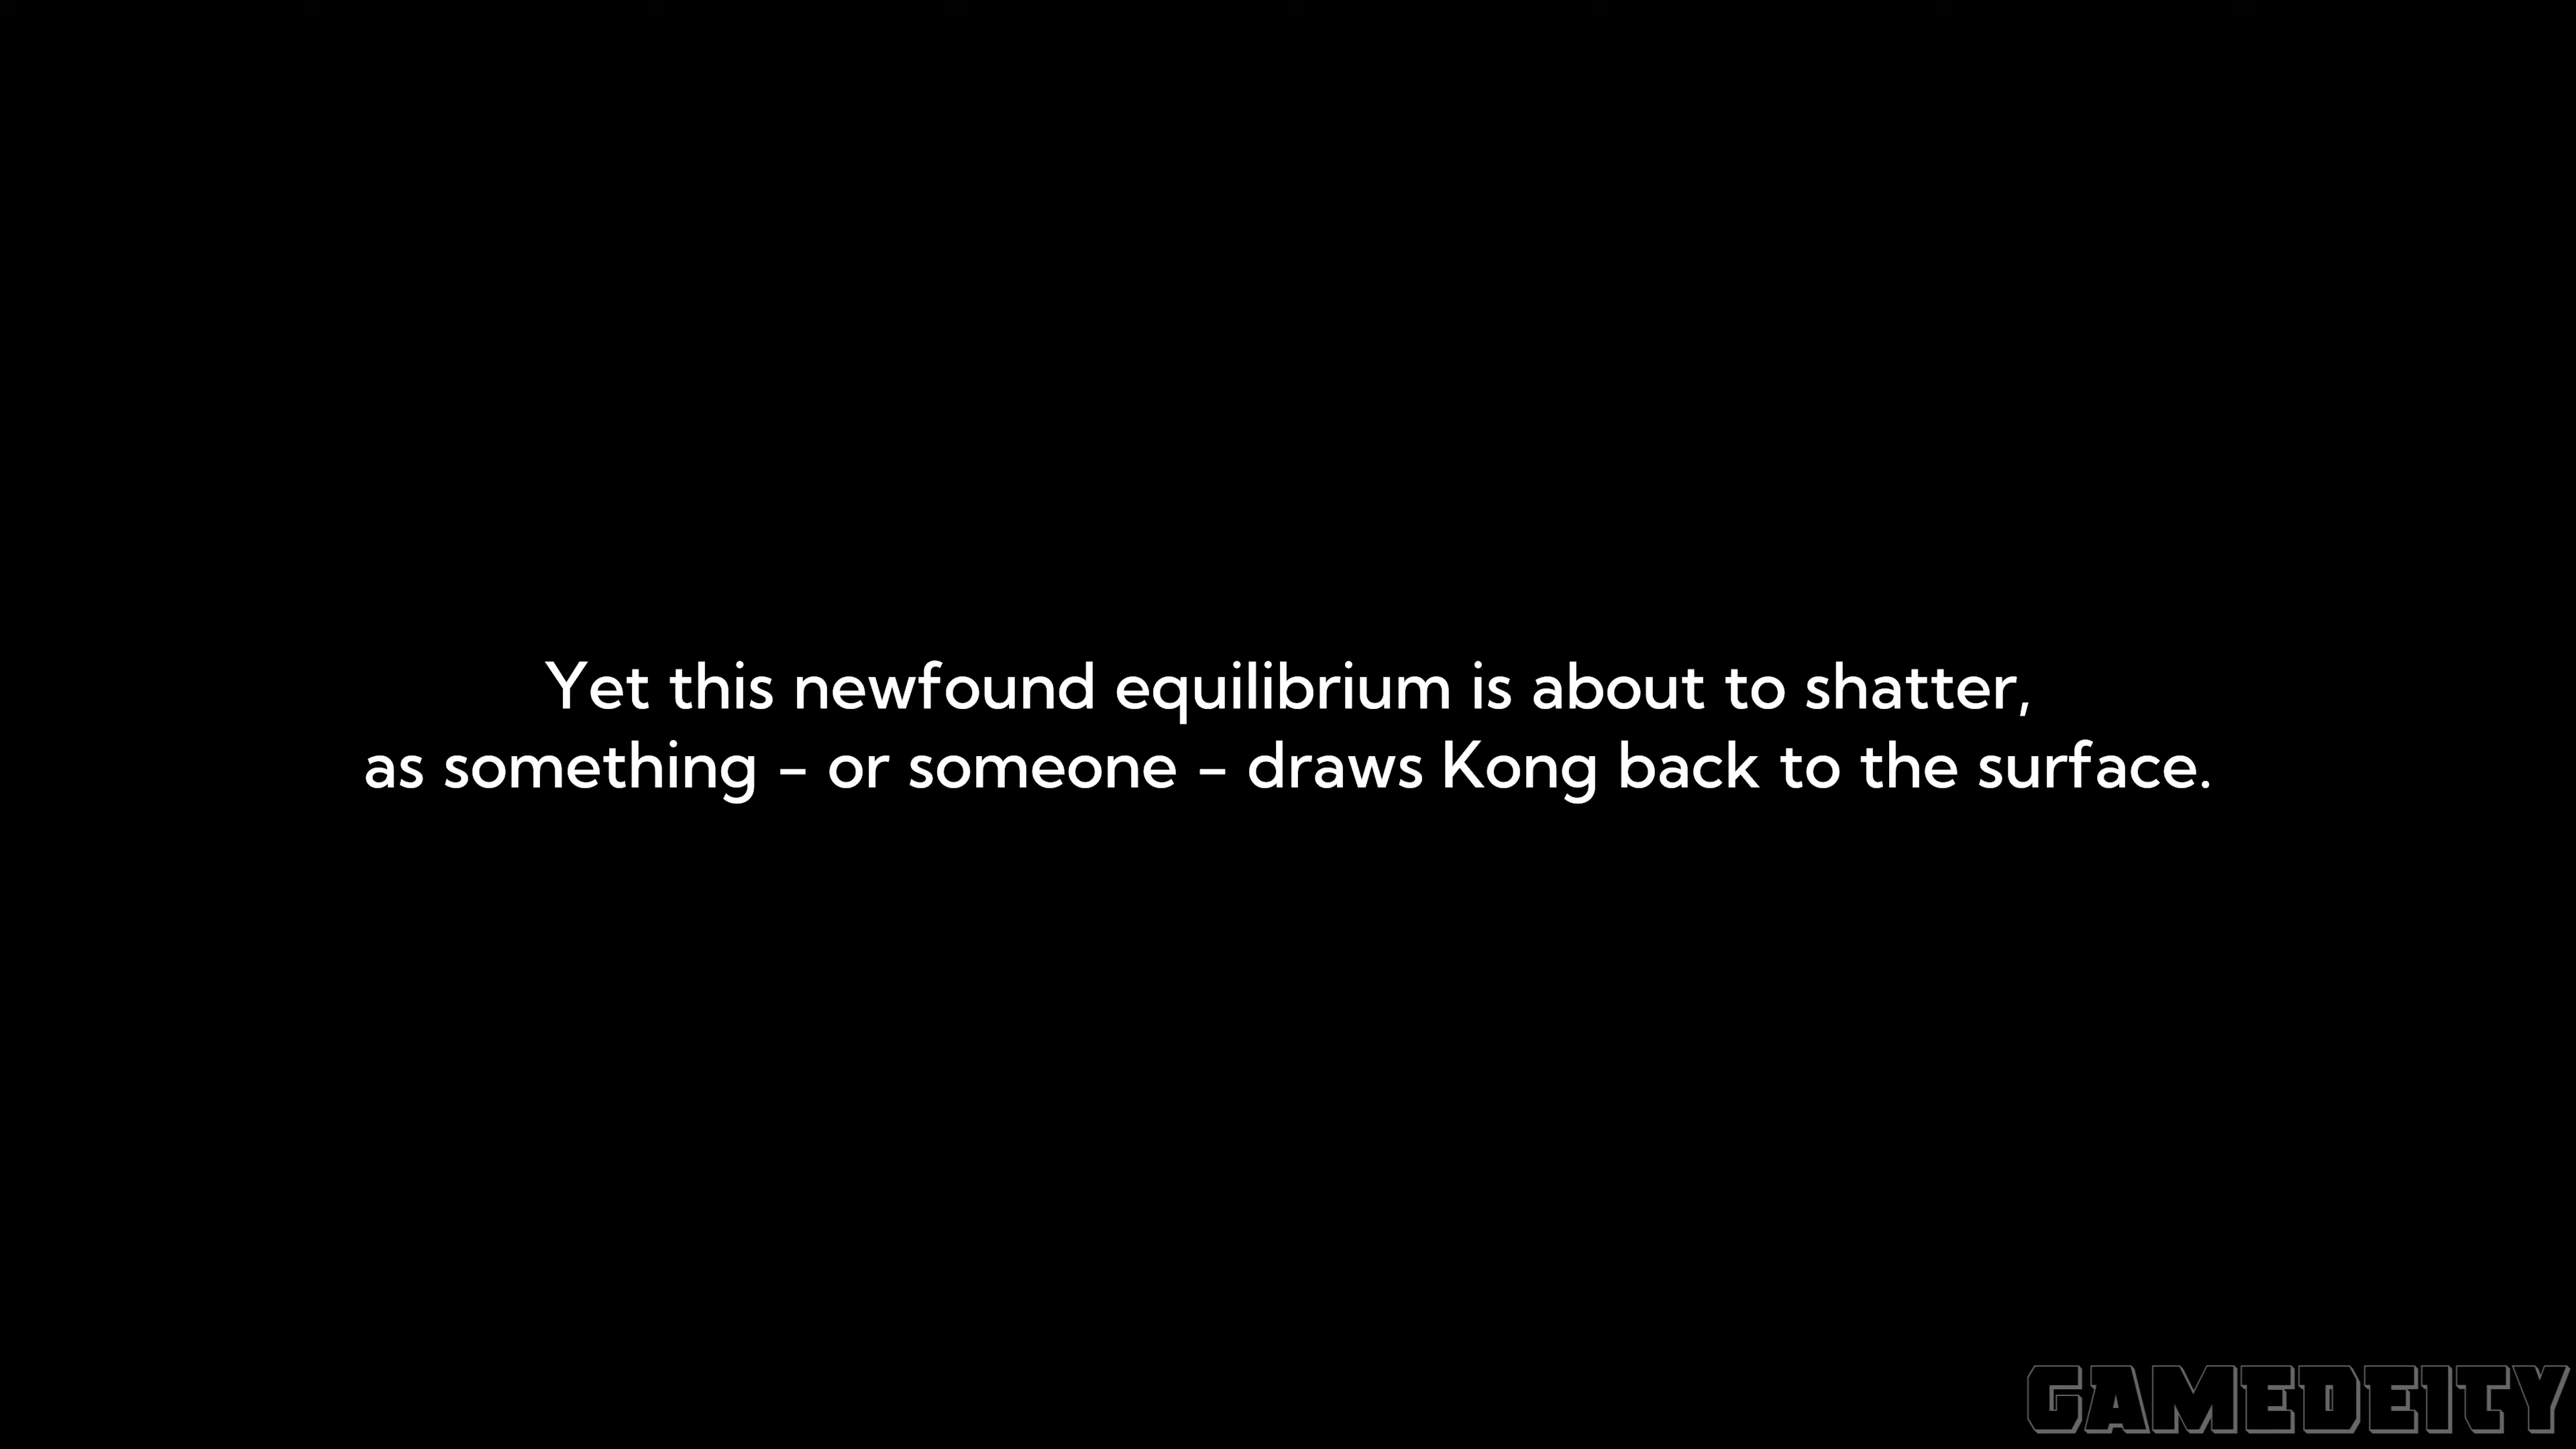 Yet this newfound equilibrium is about to shatter,
as something – or someone – draws Kong back to the surface.
GAMEDEITY